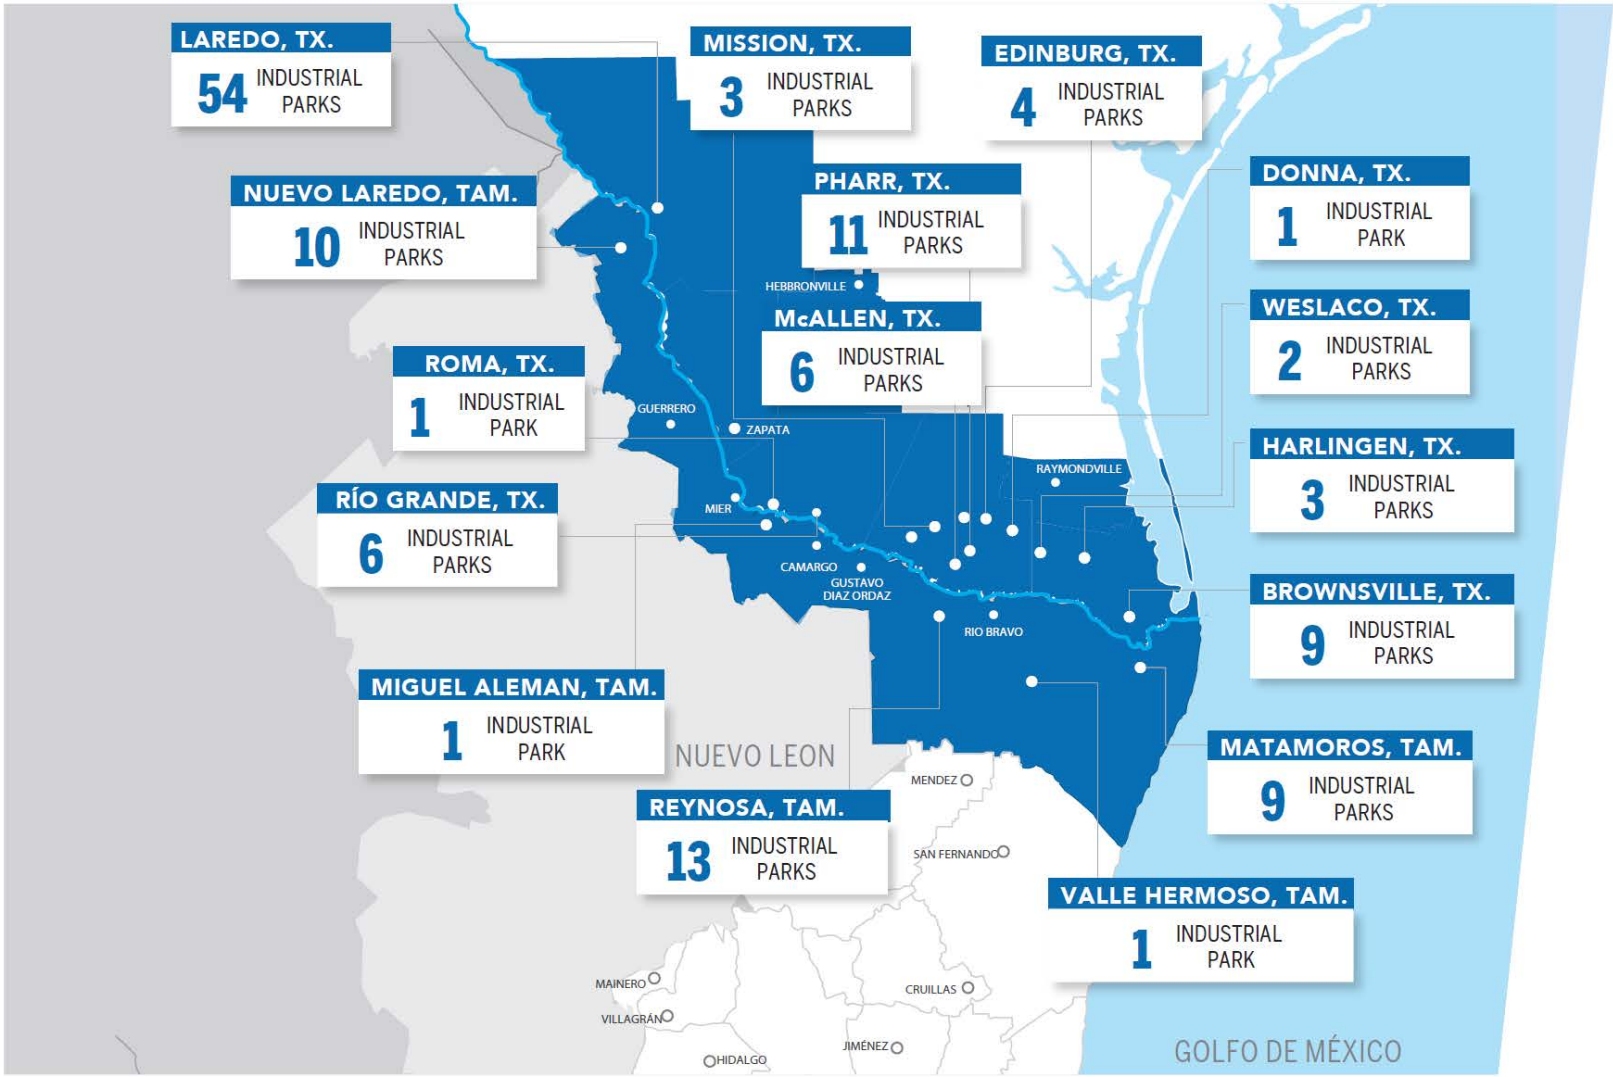 LAREDO, TX.
54 INDUSTRIAL
PARKS
MISSION, TX.
3 INDUSTRIAL
PARKS
EDINBURG, TX.
4 INDUSTRIAL
PARKS
NUEVO LAREDO, TAM.
10 INDUSTRIAL
PARKS
PHARR, TX.
11 INDUSTRIAL
PARKS
DONNA, TX.
1 INDUSTRIAL
PARK
HEBBRONVILLE
McALLEN, TX.
6 INDUSTRIAL
PARKS
WESLACO, TX.
2 INDUSTRIAL
PARKS
ROMA, TX.
1 INDUSTRIAL
PARK
GUERRERO
ZAPATA
HARLINGEN, TX.
3 INDUSTRIAL
PARKS
RAYMONDVILLE
RÍO GRANDE, TX.
6 INDUSTRIAL
PARKS
MIER
CAMARGO
GUSTAVO
DIAZ ORDAZ
RIO BRAVO
BROWNSVILLE, TX.
9 INDUSTRIAL
PARKS
MIGUEL ALEMAN, TAM.
1 INDUSTRIAL
PARK
NUEVO LEON
MATAMOROS, TAM.
9 INDUSTRIAL
PARKS
MENDEZ
REYNOSA, TAM.
13 INDUSTRIAL
PARKS
SAN FERNANDO
VALLE HERMOSO, TAM.
1 INDUSTRIAL
PARK
MAINERO
CRUILLAS
VILLAGRÁN
JIMÉNEZ
HIDALGO
GOLFO DE MÉXICO